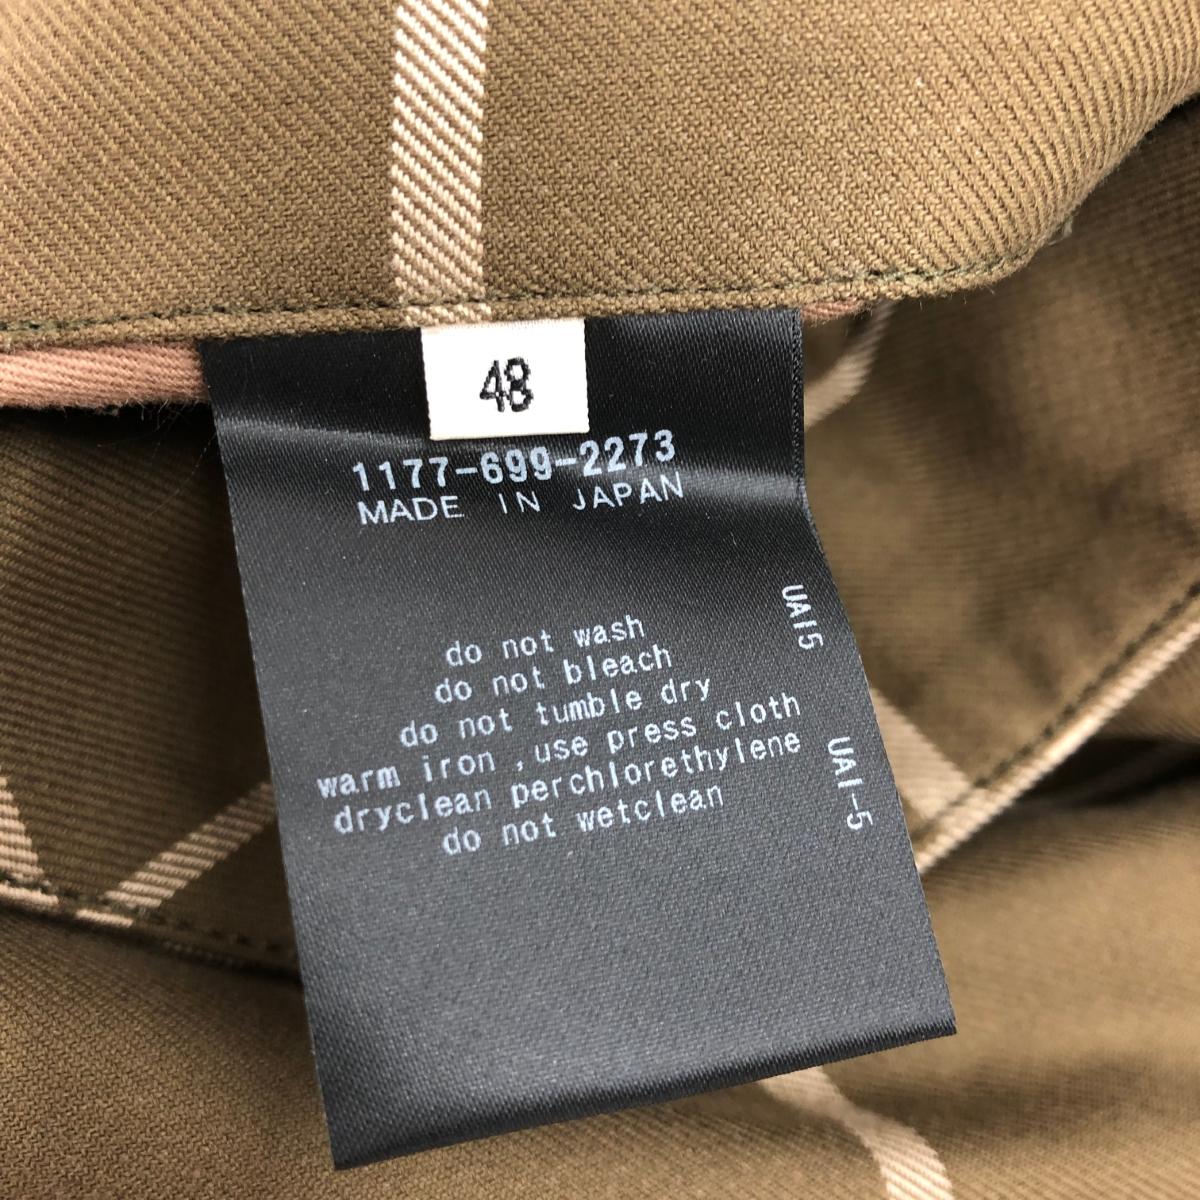 48
1177-699-2273
MADE IN JAPAN
do not wash
do not bleach
do not tumble dry
warm iron ,use press cloth
dryclean perchlorethylene
do not wetclean
UAI5
UAI-5